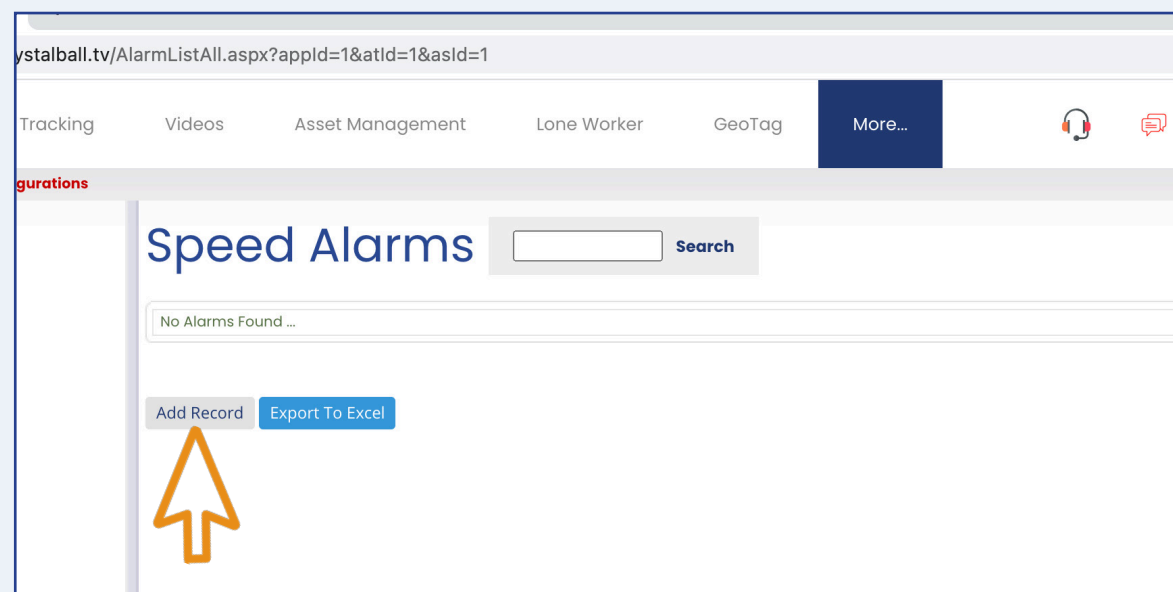 ystalball.tv/AlarmListAll.aspx?appId=1&atId=1&asId=1
Tracking Videos Asset Management Lone Worker GeoTag More...
gurations
Speed Alarms Search
No Alarms Found ...
Add Record Export To Excel